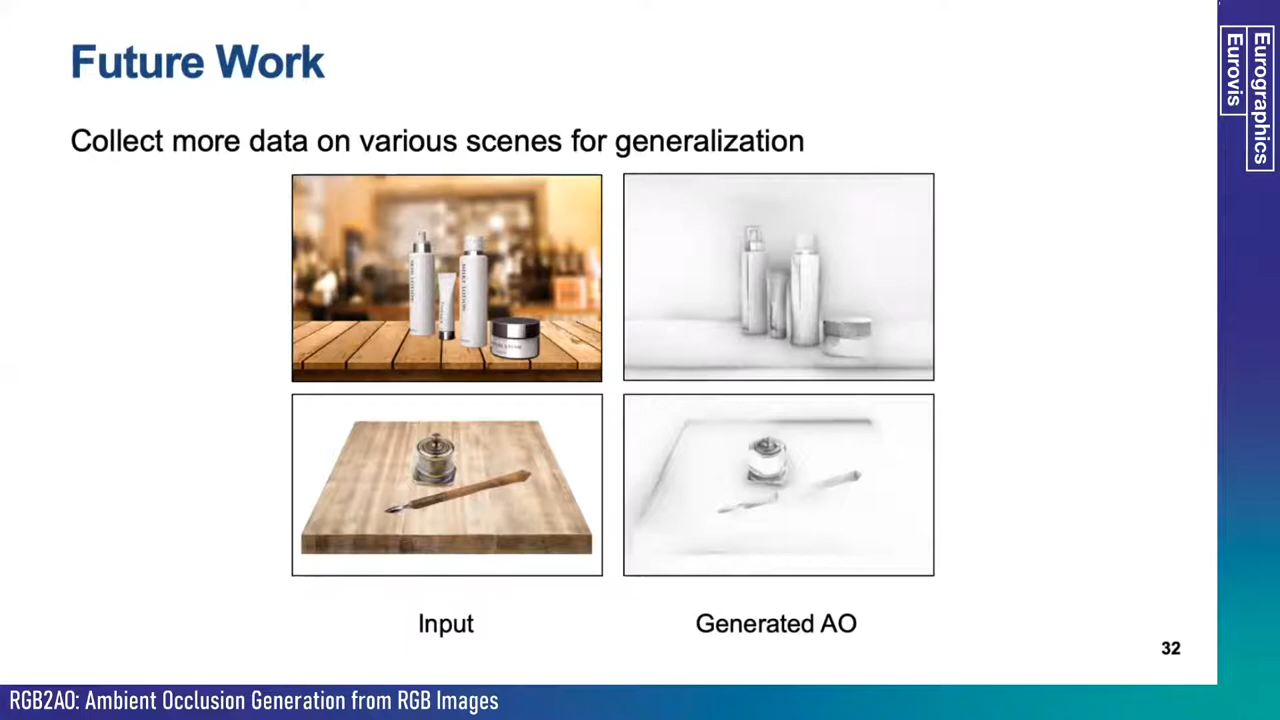 Future Work
Eurographics
Eurovis
Collect more data on various scenes for generalization
Input
Generated AO
32
RGB2AO: Ambient Occlusion Generation from RGB Images